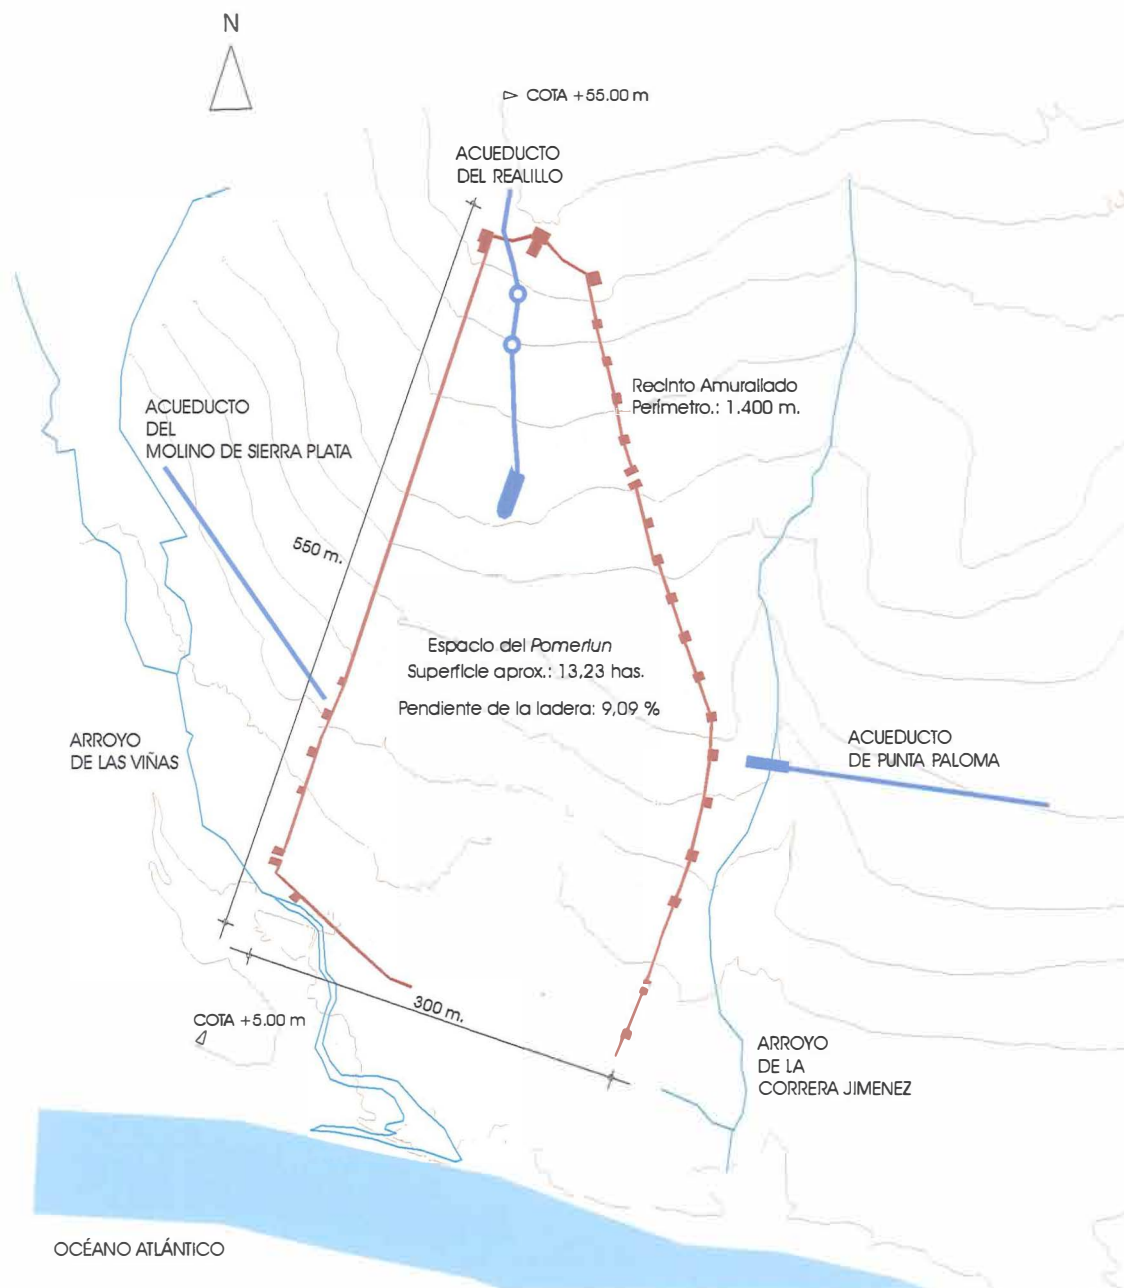 N
COTA +55.00 m
ACUEDUCTO
DEL REALILLO
Recinto Amurallado
Perímetro.: 1.400 m.
ACUEDUCTO
DEL
MOLINO DE SIERRA PLATA
550 m.
Espacio del Pomeriun
Superficie aprox.: 13,23 has.
Pendiente de la ladera: 9,09 %
ARROYO
DE LAS VIÑAS
ACUEDUCTO
DE PUNTA PALOMA
300 m.
COTA +5.00 m
ARROYO
DE LA
CORRERA JIMENEZ
OCÉANO ATLÁNTICO